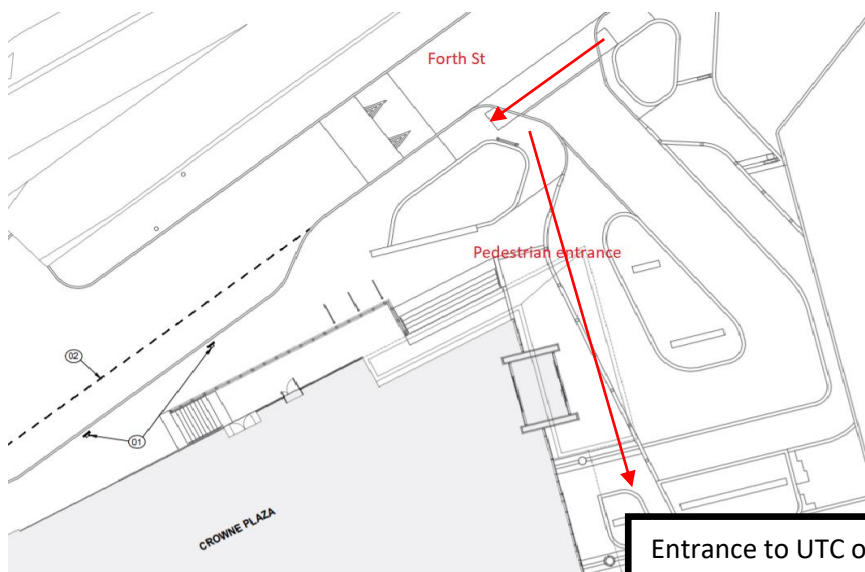 Forth St
Pedestrian entrance
02
01
CROWNE PLAZA
Entrance to UTC o